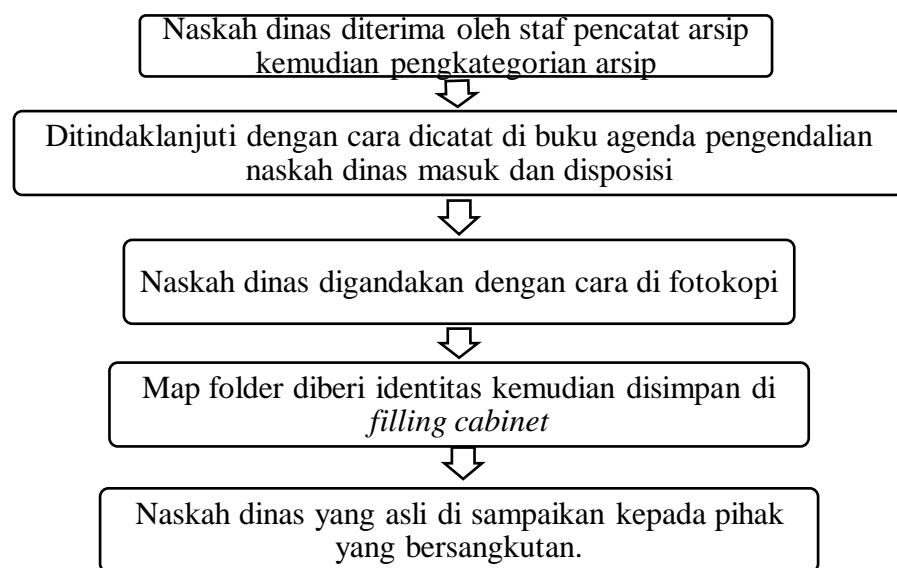 Naskah dinas diterima oleh staf pencatat arsip
kemudian pengkategorian arsip
Ditindaklanjuti dengan cara dicatat di buku agenda pengendalian
naskah dinas masuk dan disposisi
Naskah dinas digandakan dengan cara di fotokopi
Map folder diberi identitas kemudian disimpan di
filling cabinet
Naskah dinas yang asli di sampaikan kepada pihak
yang bersangkutan.